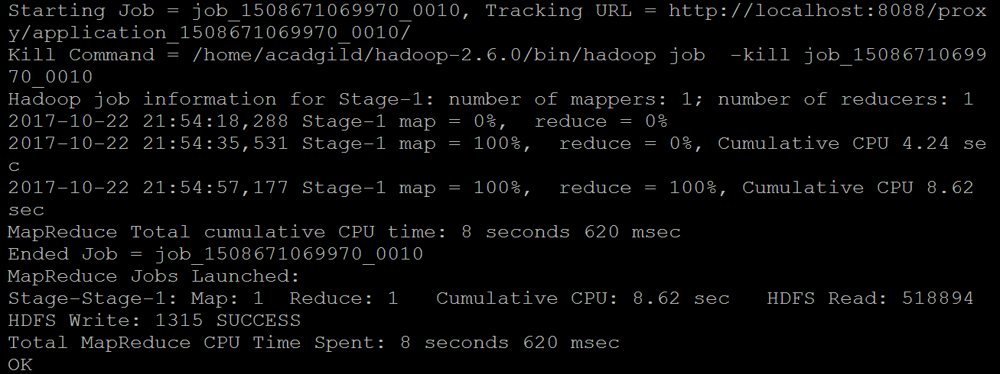 Starting Job = job_1508671069970_0010, Tracking URL = http://localhost:8088/prox
y/application_1508671069970_0010/
Kill Command = /home/acadgild/hadoop-2.6.0/bin/hadoop job  -kill job_15086710699
70_0010
Hadoop job information for Stage-1: number of mappers: 1; number of reducers: 1
2017-10-22 21:54:18,288 Stage-1 map = 0%,  reduce = 0%
2017-10-22 21:54:35,531 Stage-1 map = 100%,  reduce = 0%, Cumulative CPU 4.24 se
c
2017-10-22 21:54:57,177 Stage-1 map = 100%,  reduce = 100%, Cumulative CPU 8.62
sec
MapReduce Total cumulative CPU time: 8 seconds 620 msec
Ended Job = job_1508671069970_0010
MapReduce Jobs Launched:
Stage-Stage-1: Map: 1  Reduce: 1   Cumulative CPU: 8.62 sec   HDFS Read: 518894
HDFS Write: 1315 SUCCESS
Total MapReduce CPU Time Spent: 8 seconds 620 msec
OK